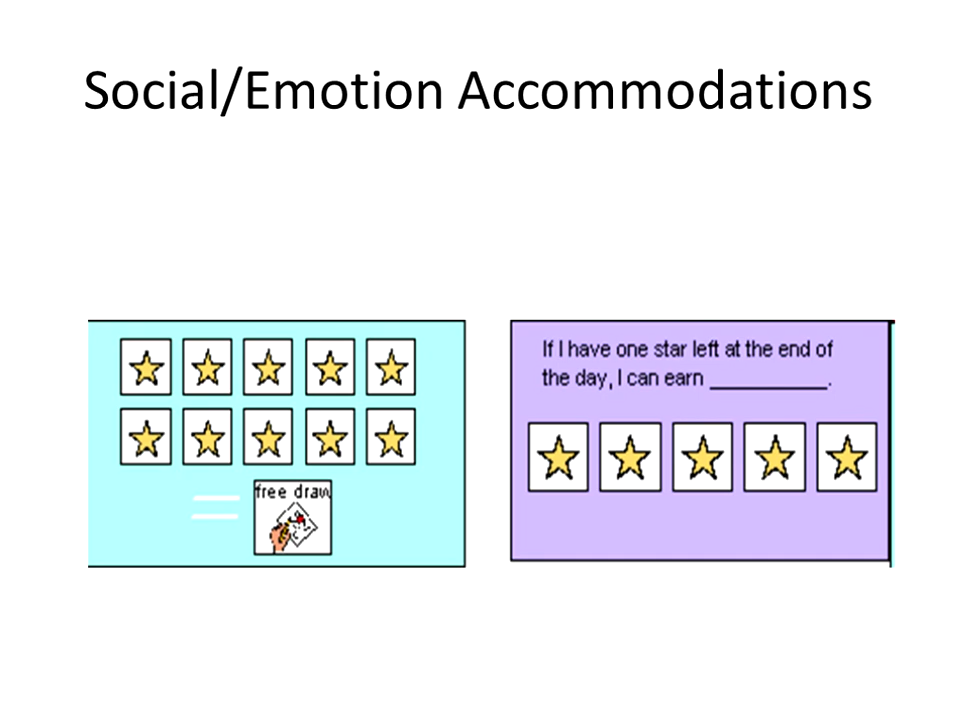 Social/Emotion Accommodations
free draw
If I have one star left at the end of
the day, I can earn ___________.